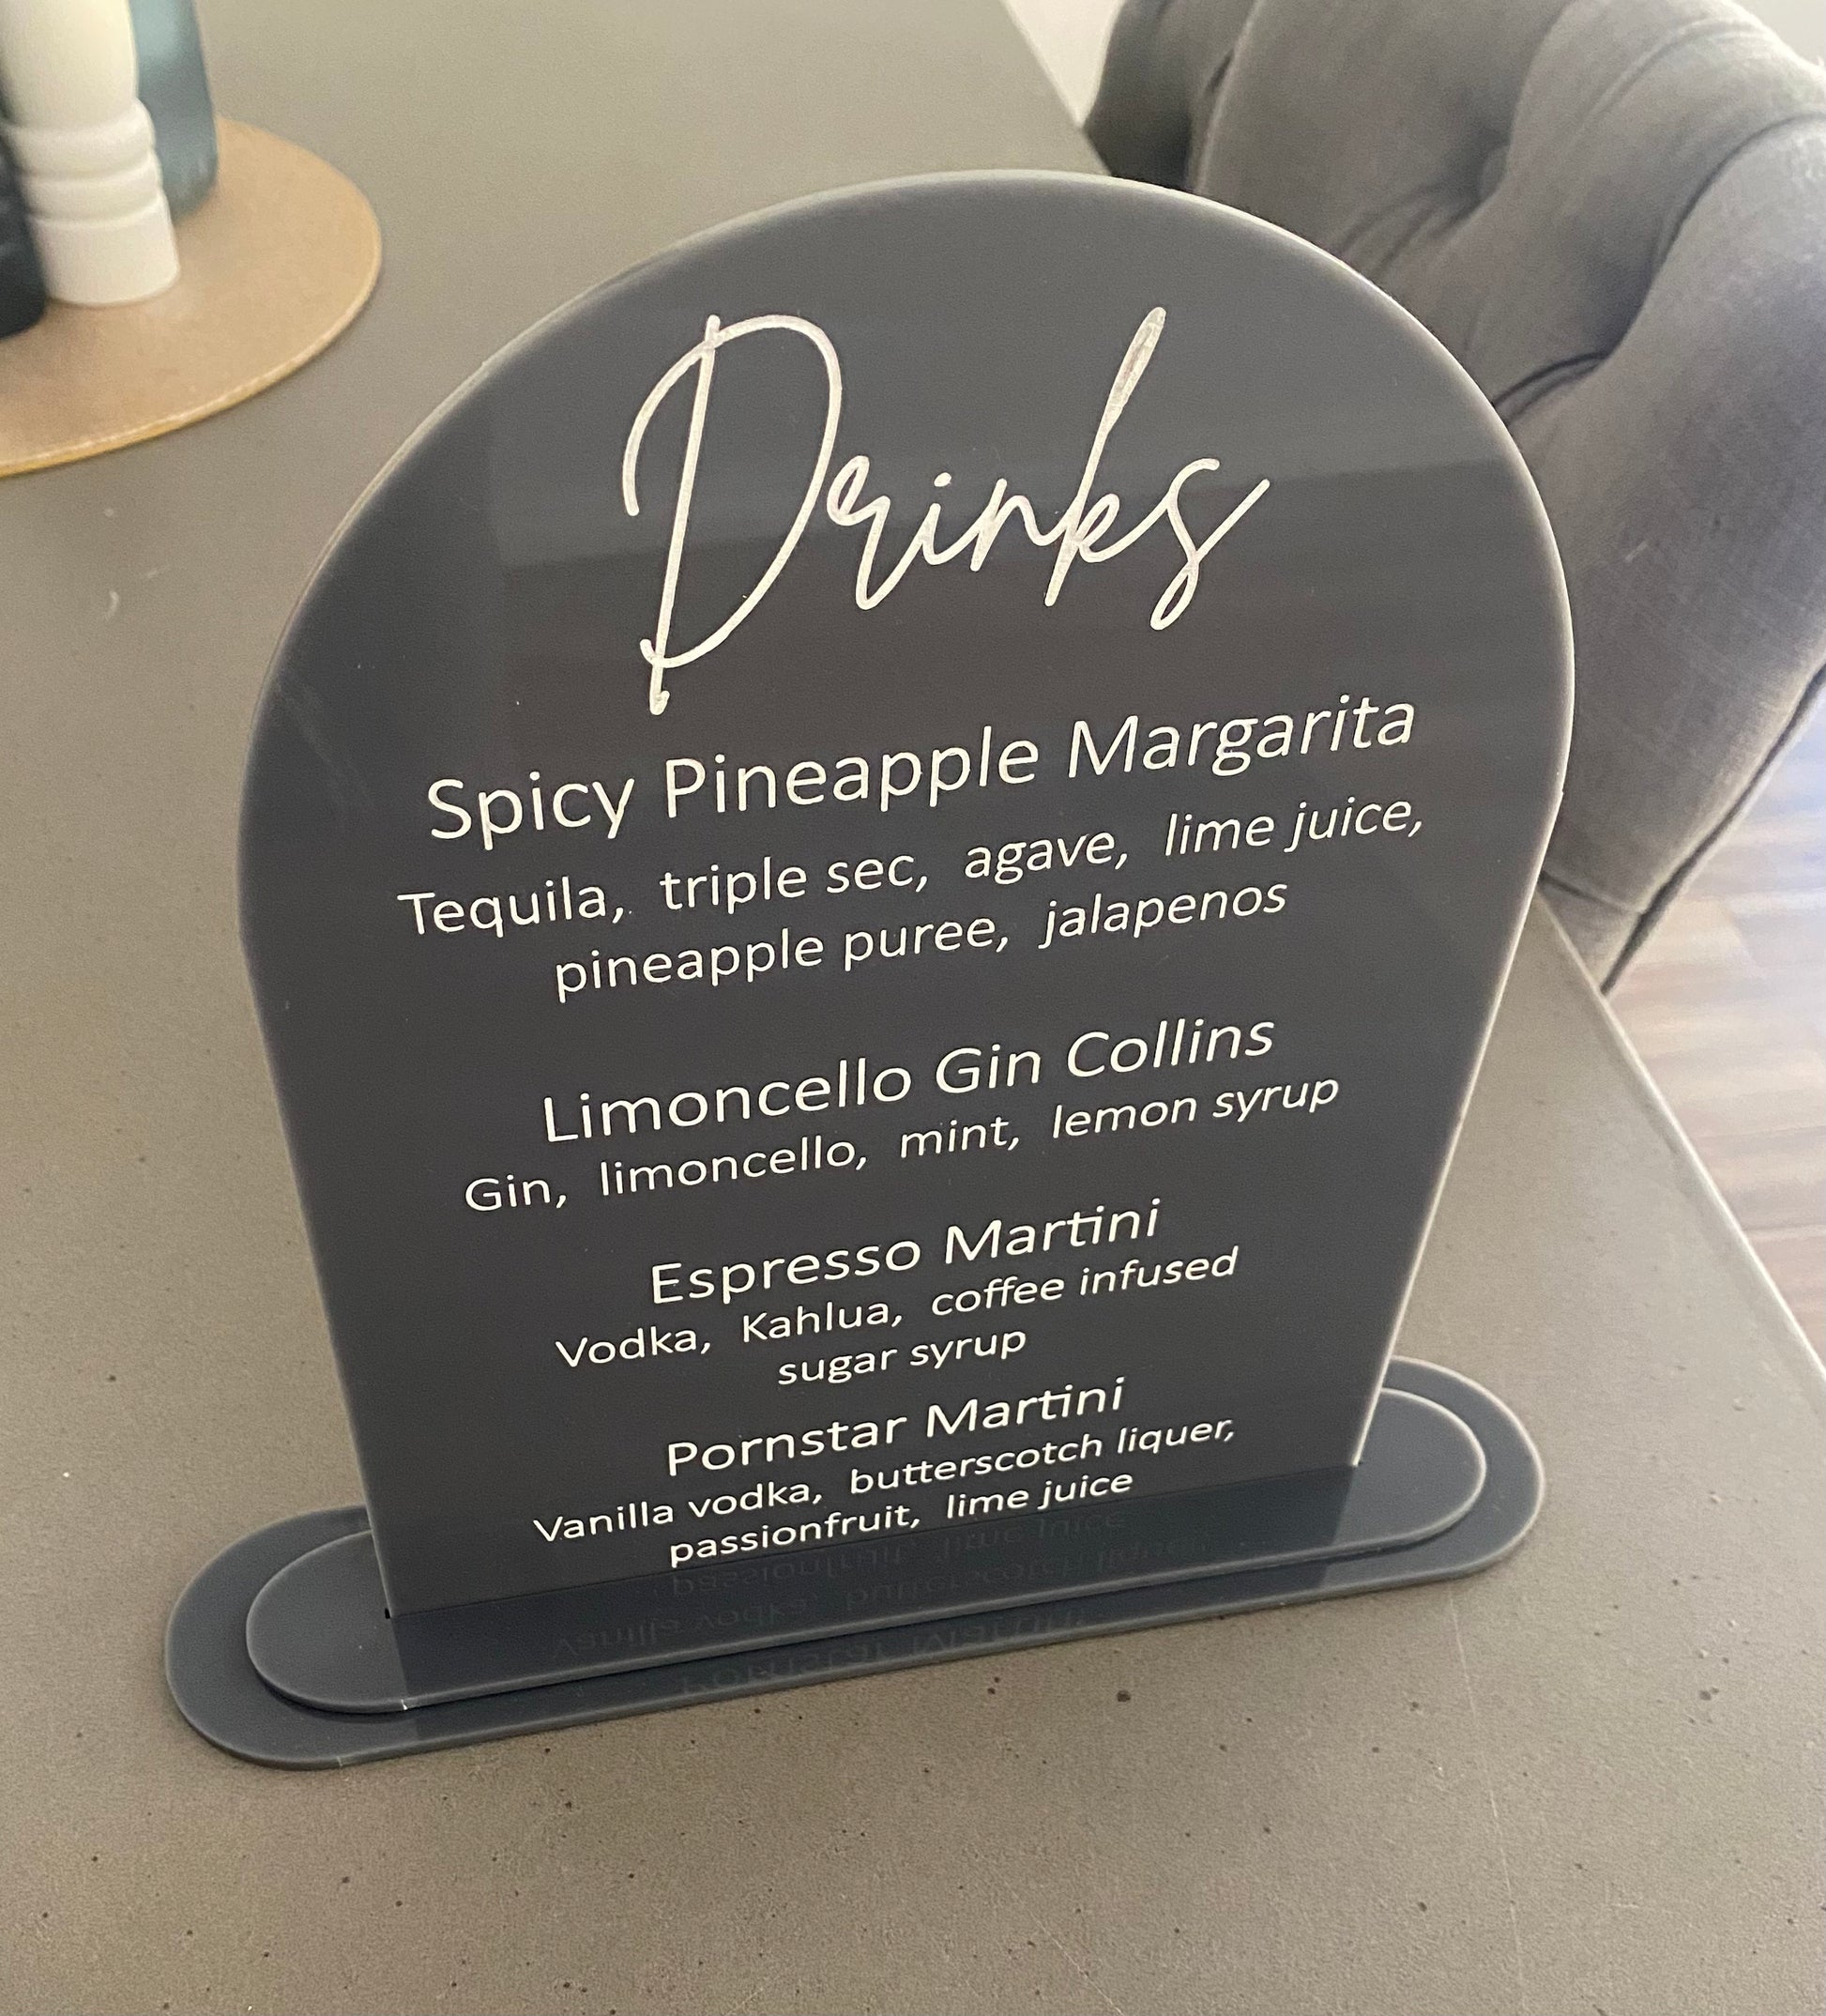 Drinks
Spicy Pineapple Margarita
Tequila, triple sec, agave, lime juice,
pineapple puree, jalapenos
Limoncello Gin Collins
Gin, limoncello, mint, lemon syrup
Espresso Martini
Vodka, Kahlua, coffee infused
sugar syrup
Pornstar Martini
Vanilla vodka, butterscotch liquer,
passionfruit, lime juice